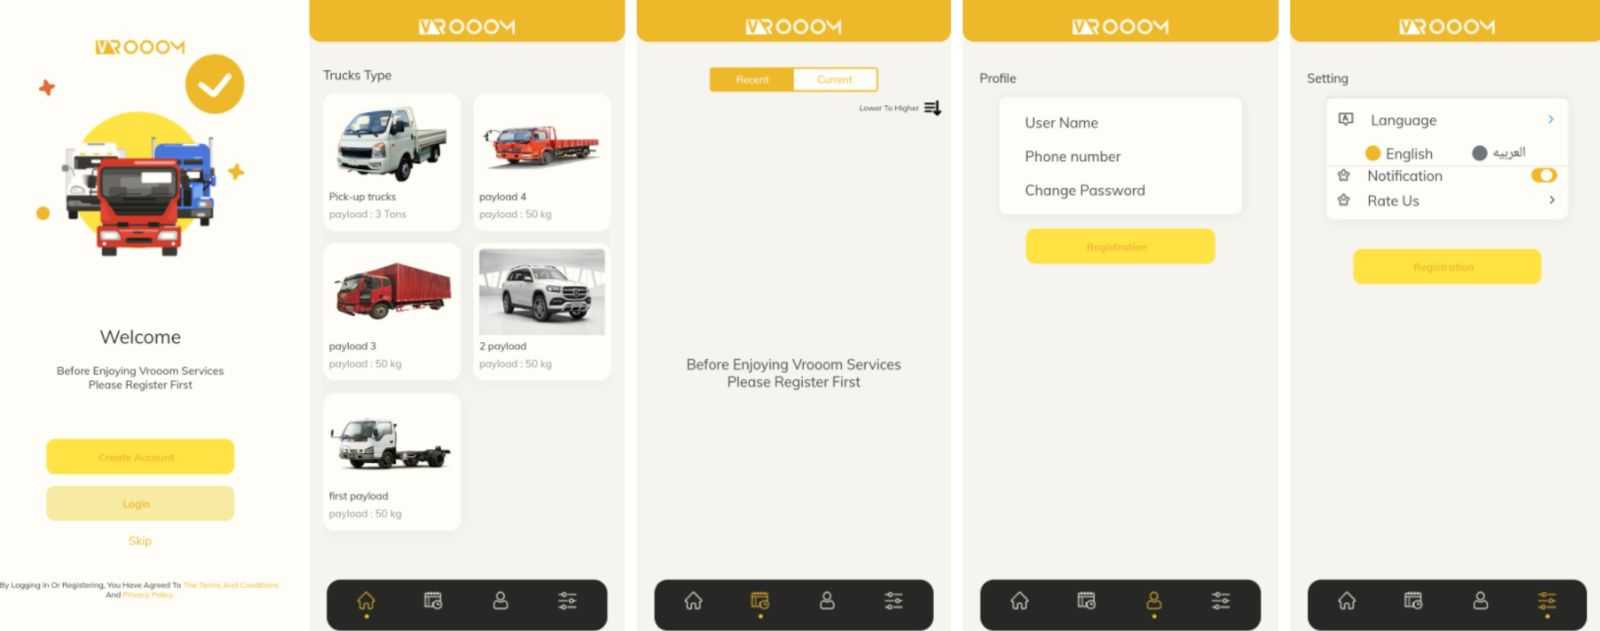 VROOOM
Welcome
Before Enjoying Vrooom Services
Please Register First
Create Account
Login
Skip
By Logging In Or Registering, You Have Agreed To The Terms And Conditions
And Privacy Policy
VROOOM
Trucks Type
Pick-up trucks
payload : 3 Tons
payload 4
payload : 50 kg
payload 3
payload : 50 kg
2 payload
payload : 50 kg
first payload
payload : 50 kg
VROOOM
Recent
Current
Lower To Higher
Before Enjoying Vrooom Services
Please Register First
VROOOM
Profile
User Name
Phone number
Change Password
Registration
VROOOM
Setting
Language
English
العربيه
Notification
Rate Us
Registration